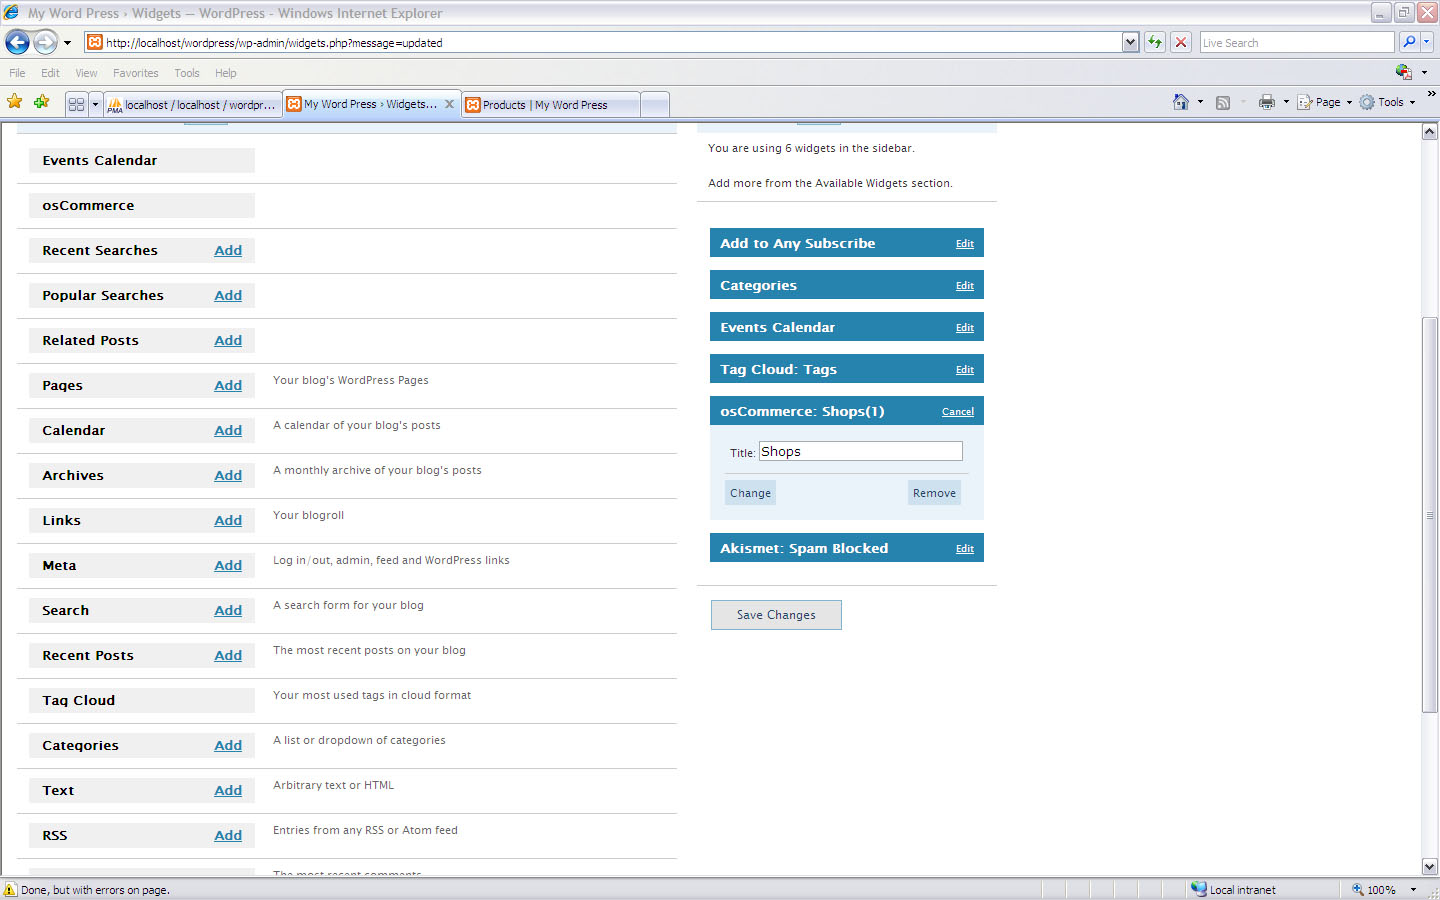 My Word Press › Widgets — WordPress - Windows Internet Explorer
http://localhost/wordpress/wp-admin/widgets.php?message=updated
Live Search
File Edit View Favorites Tools Help
PMA localhost / localhost / wordpr...
My Word Press › Widgets...
Products | My Word Press
Page Tools
Events Calendar
osCommerce
Recent Searches Add
Popular Searches Add
Related Posts Add
Pages Add Your blog's WordPress Pages
Calendar Add A calendar of your blog's posts
Archives Add A monthly archive of your blog's posts
Links Add Your blogroll
Meta Add Log in/out, admin, feed and WordPress links
Search Add A search form for your blog
Recent Posts Add The most recent posts on your blog
Tag Cloud Your most used tags in cloud format
Categories Add A list or dropdown of categories
Text Add Arbitrary text or HTML
RSS Add Entries from any RSS or Atom feed
The most recent comments
You are using 6 widgets in the sidebar.
Add more from the Available Widgets section.
Add to Any Subscribe Edit
Categories Edit
Events Calendar Edit
Tag Cloud: Tags Edit
osCommerce: Shops(1) Cancel
Title: Shops
Change Remove
Akismet: Spam Blocked Edit
Save Changes
Done, but with errors on page.
Local intranet
100%